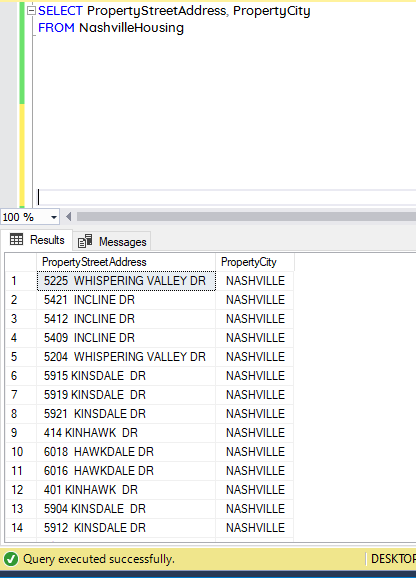 SELECT PropertyStreetAddress, PropertyCity
FROM NashvilleHousing
100 %
Results Messages
PropertyStreetAddress PropertyCity
1 5225  WHISPERING VALLEY DR NASHVILLE
2 5421  INCLINE DR NASHVILLE
3 5412  INCLINE DR NASHVILLE
4 5409  INCLINE DR NASHVILLE
5 5204  WHISPERING VALLEY DR NASHVILLE
6 5915 KINSDALE  DR NASHVILLE
7 5919 KINSDALE  DR NASHVILLE
8 5921  KINSDALE  DR NASHVILLE
9 414 KINHAWK  DR NASHVILLE
10 6018  HAWKDALE DR NASHVILLE
11 6016  HAWKDALE DR NASHVILLE
12 401 KINHAWK  DR NASHVILLE
13 5904 KINSDALE  DR NASHVILLE
14 5912  KINSDALE  DR NASHVILLE
Query executed successfully. DESKTOP